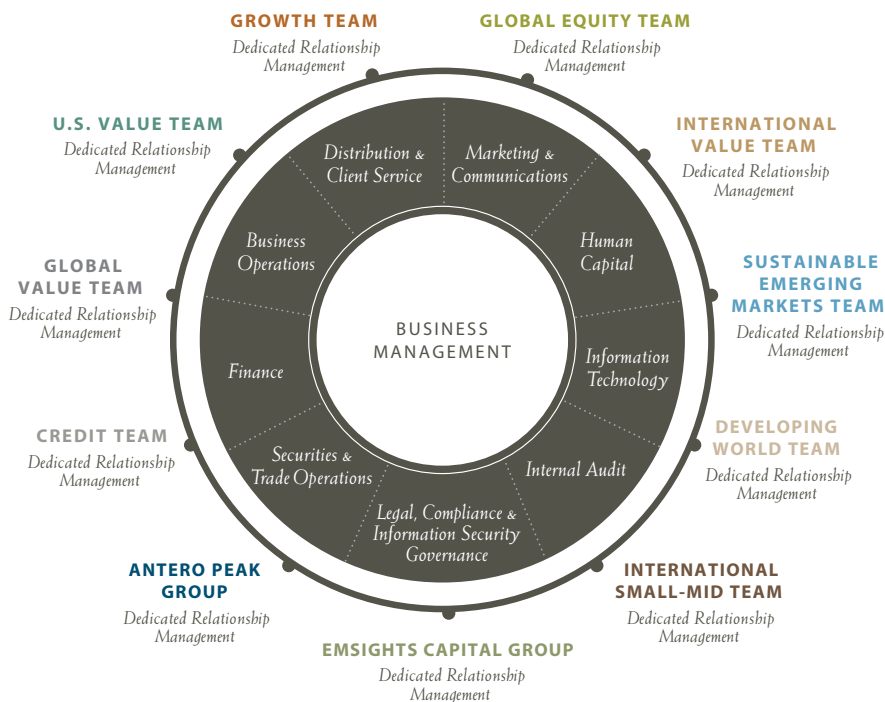 GROWTH TEAM
Dedicated Relationship
Management
GLOBAL EQUITY TEAM
Dedicated Relationship
Management
U.S. VALUE TEAM
Dedicated Relationship
Management
INTERNATIONAL
VALUE TEAM
Dedicated Relationship
Management
GLOBAL
VALUE TEAM
Dedicated Relationship
Management
SUSTAINABLE
EMERGING
MARKETS TEAM
Dedicated Relationship
Management
CREDIT TEAM
Dedicated Relationship
Management
DEVELOPING
WORLD TEAM
Dedicated Relationship
Management
ANTERO PEAK
GROUP
Dedicated Relationship
Management
INTERNATIONAL
SMALL-MID TEAM
Dedicated Relationship
Management
EMSIGHTS CAPITAL GROUP
Dedicated Relationship
Management
Distribution &
Client Service
Marketing &
Communications
Business
Operations
Human
Capital
Finance
Information
Technology
Securities &
Trade Operations
Internal Audit
Legal, Compliance &
Information Security
Governance
BUSINESS
MANAGEMENT